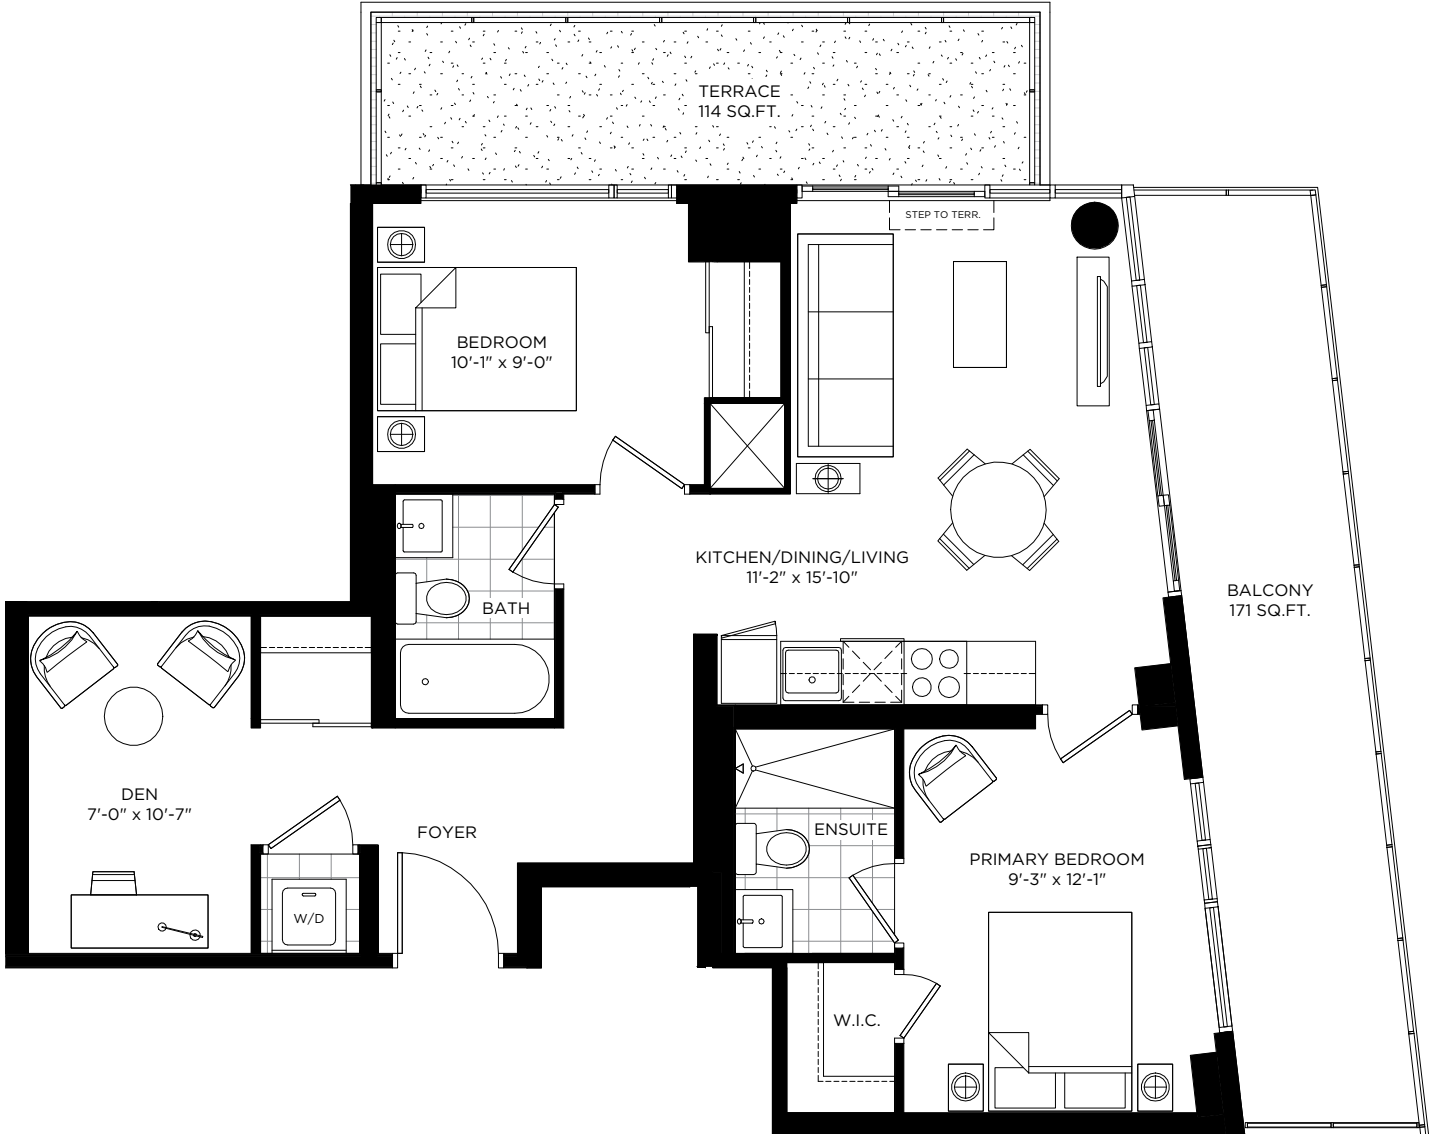 TERRACE
114 SQ.FT.
STEP TO TERR.
BEDROOM
10'-1" x 9'-0"
KITCHEN/DINING/LIVING
11'-2" x 15'-10"
BALCONY
171 SQ.FT.
BATH
DEN
7'-0" x 10'-7"
FOYER
ENSUITE
PRIMARY BEDROOM
9'-3" x 12'-1"
W/D
W.I.C.